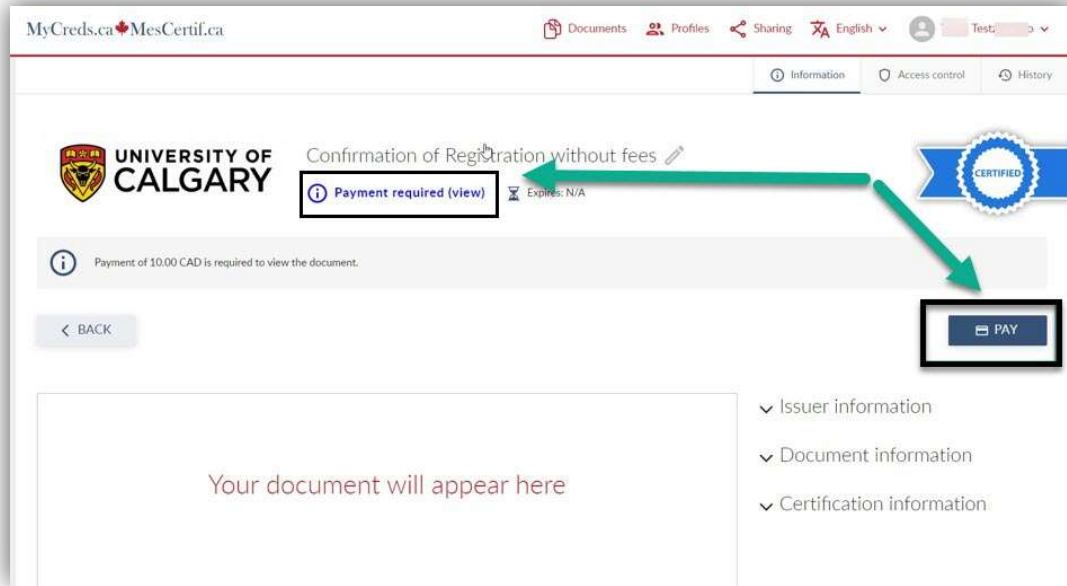 MyCreds.ca MesCertif.ca Documents Profiles Sharing English
Information Access control History
UNIVERSITY OF
CALGARY
Confirmation of Registration without fees
Payment required (view) Expires: N/A
CERTIFIED
Payment of 10.00 CAD is required to view the document.
BACK
PAY
Your document will appear here
Issuer information
Document information
Certification information